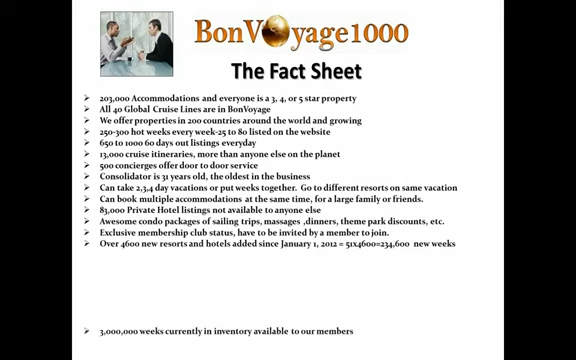 BonVoyage1000
The Fact Sheet
203,000 Accommodations and everyone is a 3, 4, or 5 star property
All 40 Global Cruise Lines are in BonVoyage
We offer properties in 200 countries around the world and growing
250-300 hot weeks every week-25 to 80 listed on the website
650 to 1000 60 days out listings everyday
13,000 cruise itineraries, more than anyone else on the planet
500 concierges offer door to door service
Consolidator is 31 years old, the oldest in the business
Can take 2,3,4 day vacations or put weeks together. Go to different resorts on same vacation
Can book multiple accommodations at the same time, for a large family or friends.
83,000 Private Hotel listings not available to anyone else
Awesome condo packages of sailing trips, massages ,dinners, theme park discounts, etc.
Exclusive membership club status, have to be invited by a member to join.
Over 4600 new resorts and hotels added since January 1, 2012 = 51x4600=234,600 new weeks
3,000,000 weeks currently in inventory available to our members